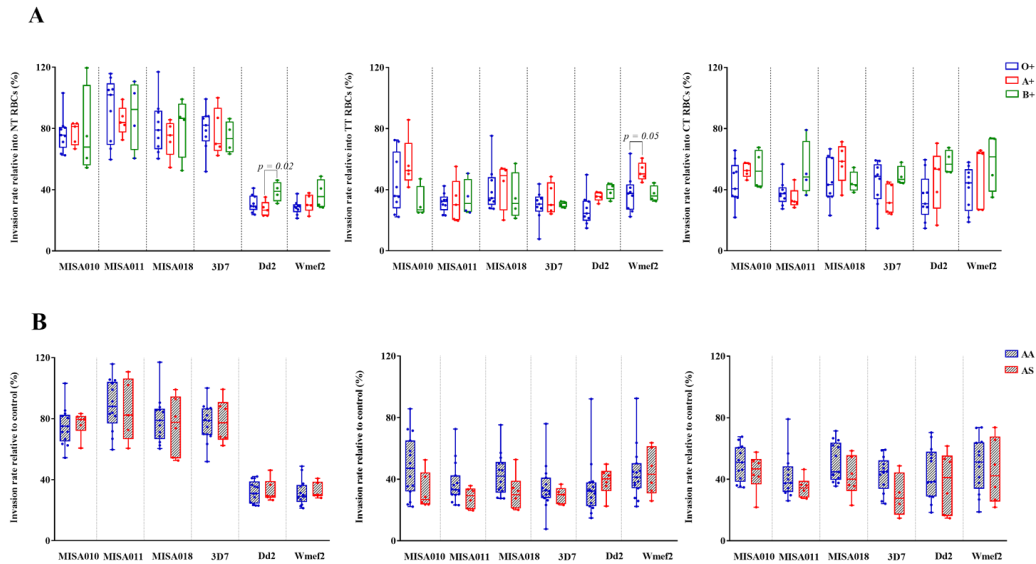 A
Invasion rate relative into NT RBCs (%)
120
80
40
0
p = 0.02
MISA010 MISA011 MISA018 3D7 Dd2 Wmef2
Invasion rate relative into TT RBCs (%)
120
80
40
0
p = 0.05
MISA010 MISA011 MISA018 3D7 Dd2 Wmef2
Invasion rate relative into CT RBCs (%)
120
80
40
0
MISA010 MISA011 MISA018 3D7 Dd2 Wmef2
O+
A+
B+
B
Invasion rate relative to control (%)
120
80
40
0
MISA010 MISA011 MISA018 3D7 Dd2 Wmef2
Invasion rate relative to control (%)
120
80
40
0
MISA010 MISA011 MISA018 3D7 Dd2 Wmef2
Invasion rate relative to control (%)
120
80
40
0
MISA010 MISA011 MISA018 3D7 Dd2 Wmef2
AA
AS